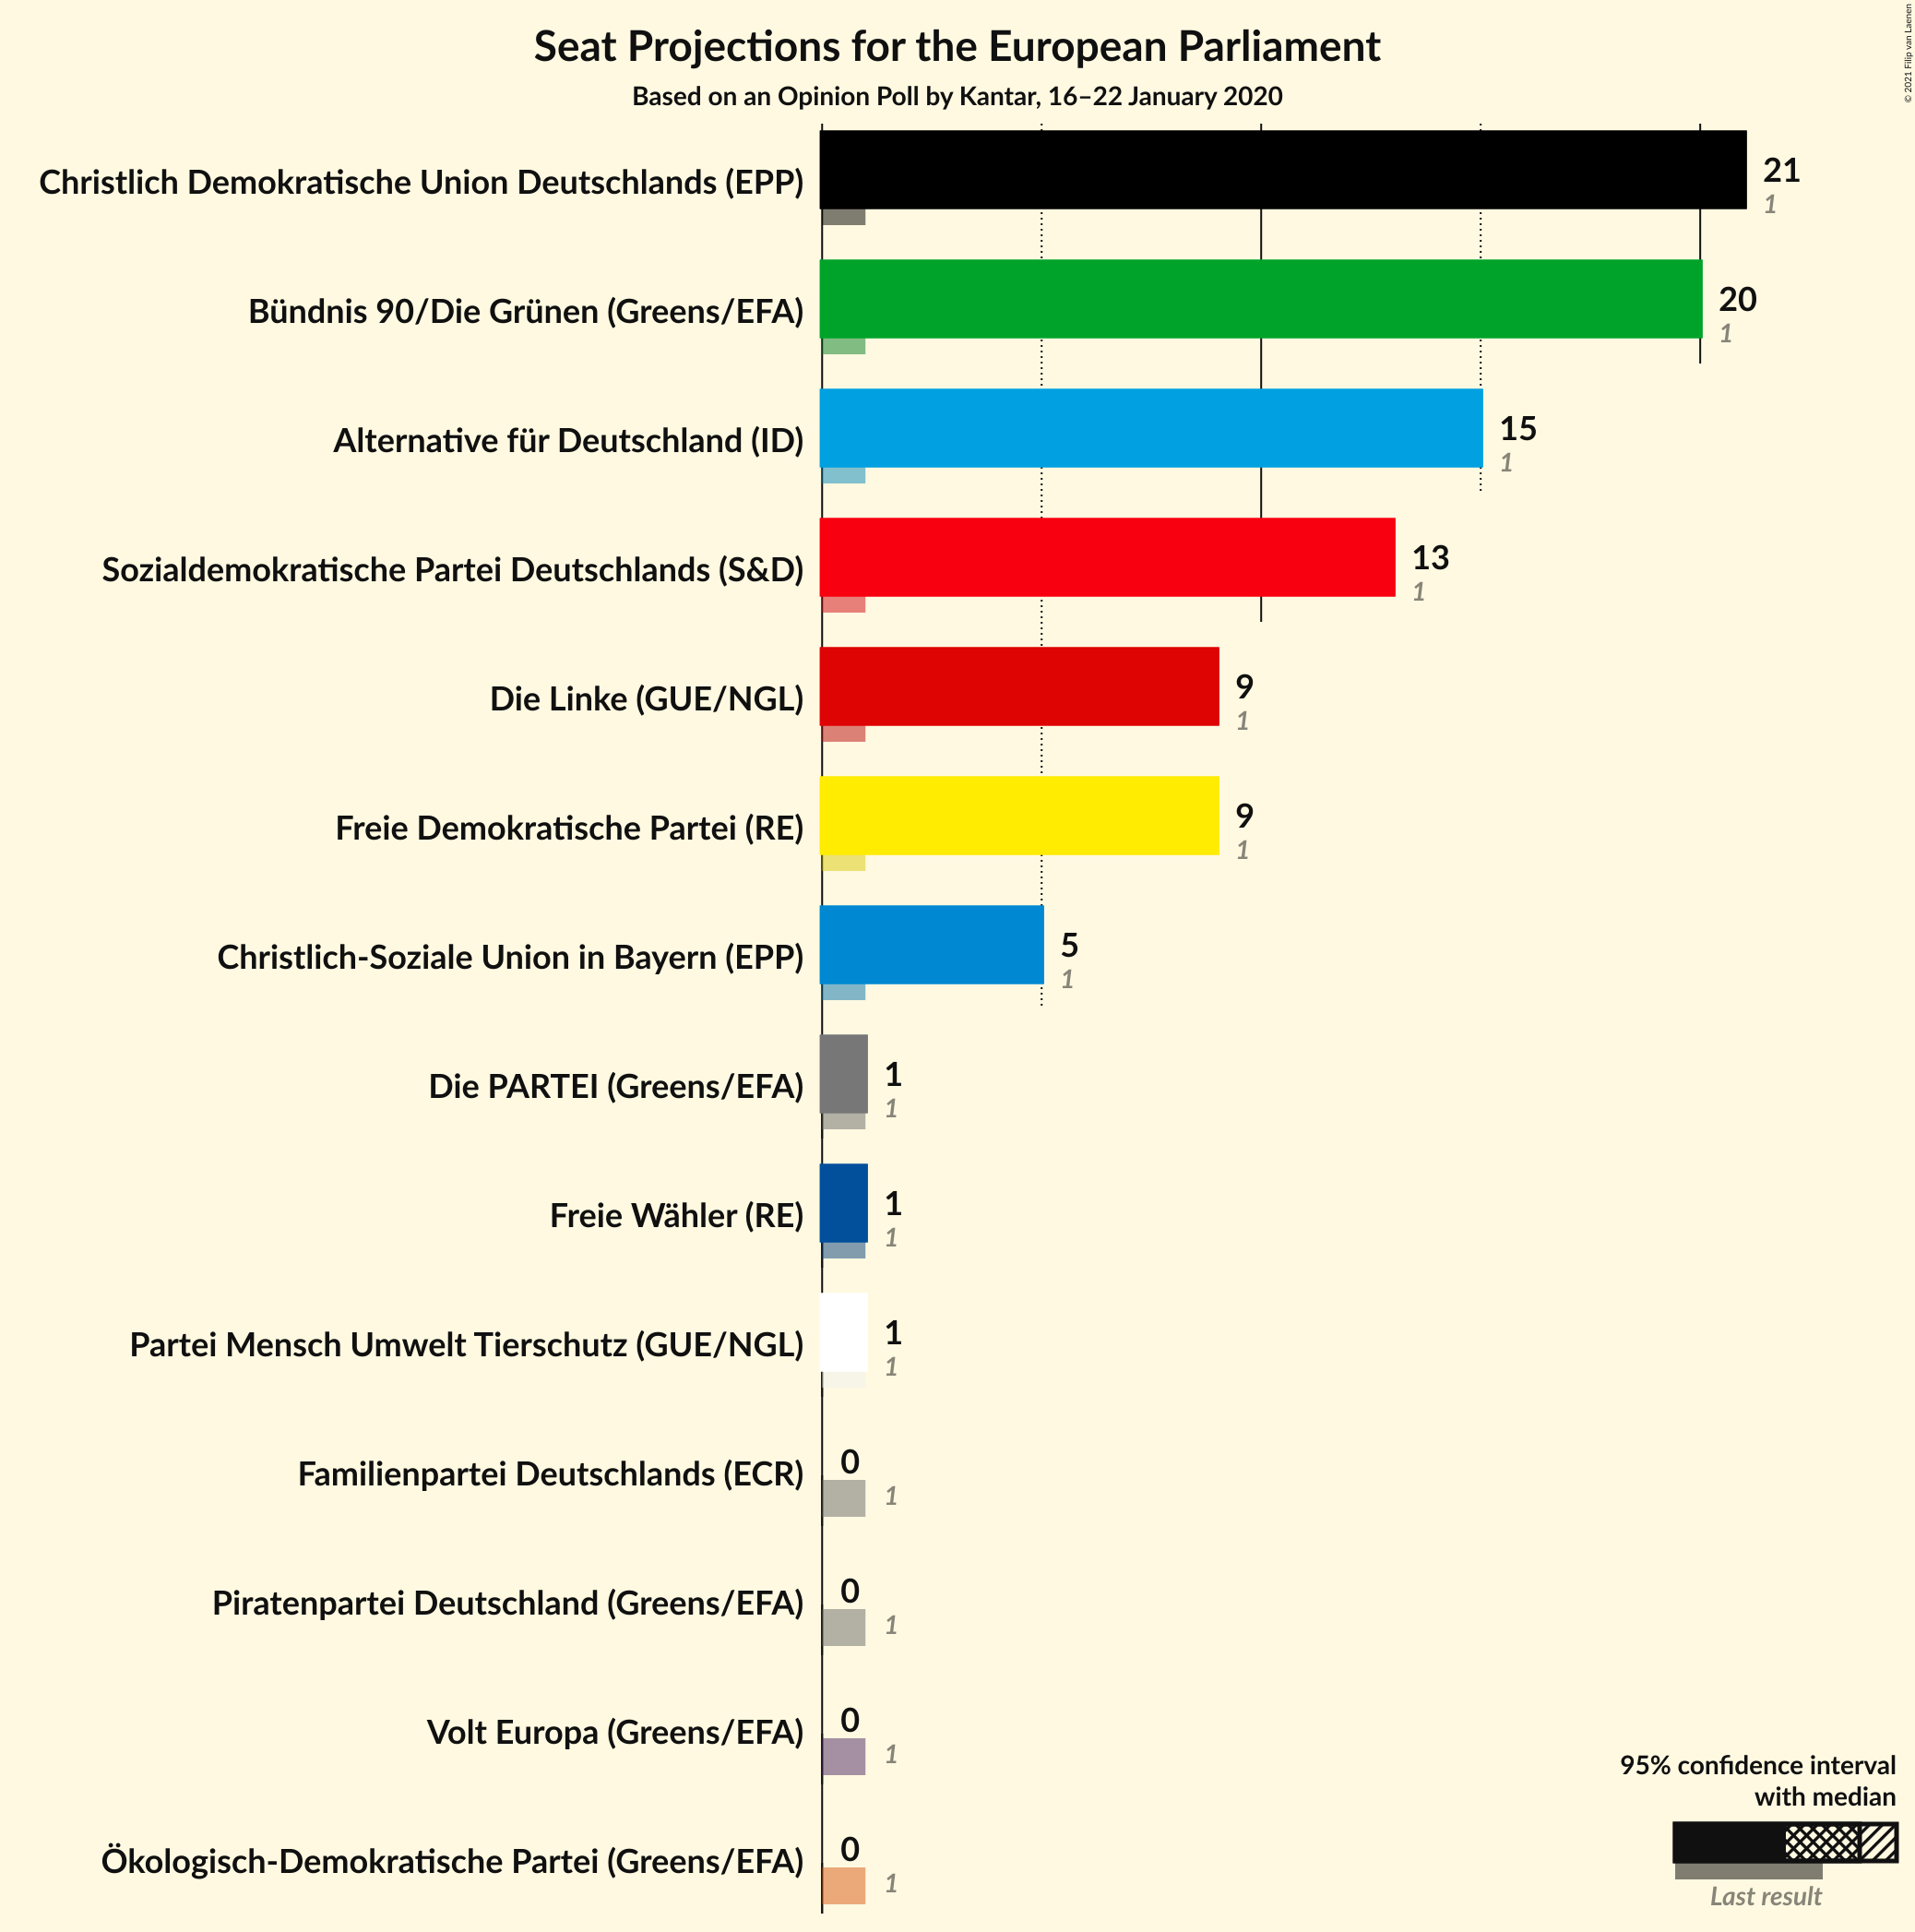 Seat Projections for the European Parliament
Based on an Opinion Poll by Kantar, 16–22 January 2020
© 2021 Filip van Laenen
Christlich Demokratische Union Deutschlands (EPP)
21
1
Bündnis 90/Die Grünen (Greens/EFA)
20
1
Alternative für Deutschland (ID)
15
1
Sozialdemokratische Partei Deutschlands (S&D)
13
1
Die Linke (GUE/NGL)
9
1
Freie Demokratische Partei (RE)
9
1
Christlich-Soziale Union in Bayern (EPP)
5
1
Die PARTEI (Greens/EFA)
1
1
Freie Wähler (RE)
1
1
Partei Mensch Umwelt Tierschutz (GUE/NGL)
1
1
Familienpartei Deutschlands (ECR)
0
1
Piratenpartei Deutschland (Greens/EFA)
0
1
Volt Europa (Greens/EFA)
0
1
Ökologisch-Demokratische Partei (Greens/EFA)
0
1
95% confidence interval
with median
Last result